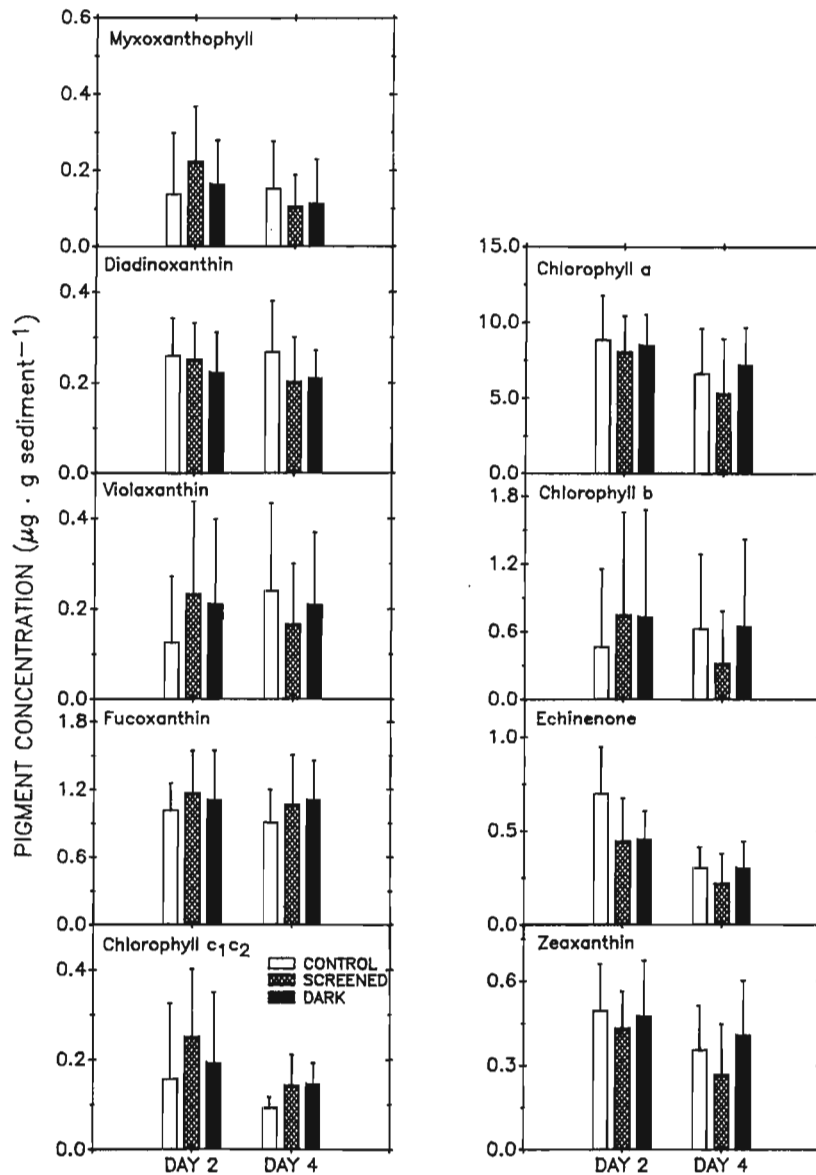 PIGMENT CONCENTRATION (μg · g sediment⁻¹)
Myxoxanthophyll
0.6
0.4
0.2
0.0
Diadinoxanthin
0.4
0.2
0.0
Violaxanthin
0.4
0.2
0.0
Fucoxanthin
1.8
1.2
0.6
0.0
Chlorophyll c₁c₂
0.4
0.2
0.0
CONTROL
SCREENED
DARK
DAY 2 DAY 4
Chlorophyll a
15.0
10.0
5.0
0.0
Chlorophyll b
1.8
1.2
0.6
0.0
Echinenone
1.0
0.5
0.0
Zeaxanthin
0.6
0.3
0.0
DAY 2 DAY 4